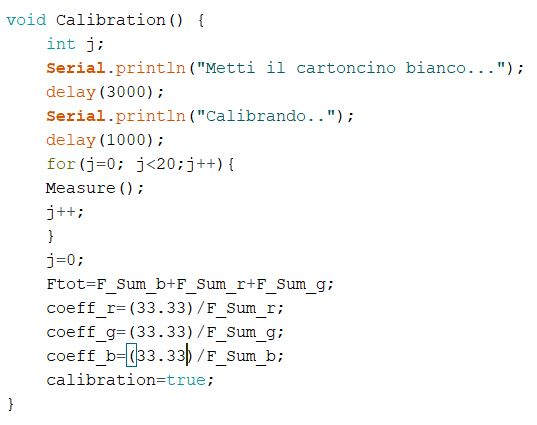 void Calibration() {
    int j;
    Serial.println("Metti il cartoncino bianco...");
    delay(3000);
    Serial.println("Calibrando..");
    delay(1000);
    for(j=0; j<20;j++){
    Measure();
    j++;
    }
    j=0;
    Ftot=F_Sum_b+F_Sum_r+F_Sum_g;
    coeff_r=(33.33)/F_Sum_r;
    coeff_g=(33.33)/F_Sum_g;
    coeff_b=(33.33)/F_Sum_b;
    calibration=true;
}